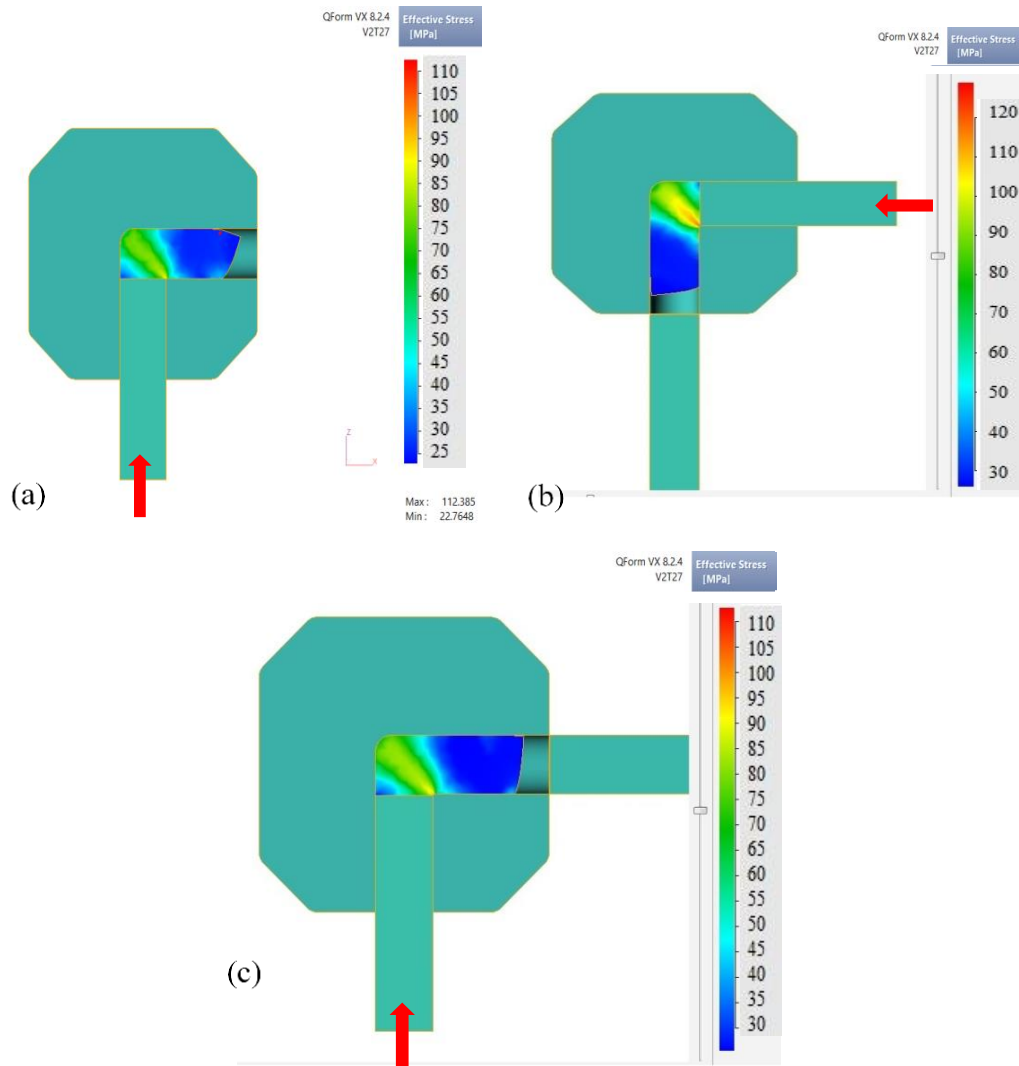 QForm VX 8.2.4
V2T27
Effective Stress
[MPa]
110
105
100
95
90
85
80
75
70
65
60
55
50
45
40
35
30
25
Z
X
Max : 112.385
Min : 22.7648
(a)
QForm VX 8.2.4
V2T27
Effective Stress
[MPa]
120
100
90
80
70
60
50
40
30
(b)
QForm VX 8.2.4
V2T27
Effective Stress
[MPa]
110
105
100
95
90
85
80
75
70
65
60
55
50
45
40
35
30
(c)